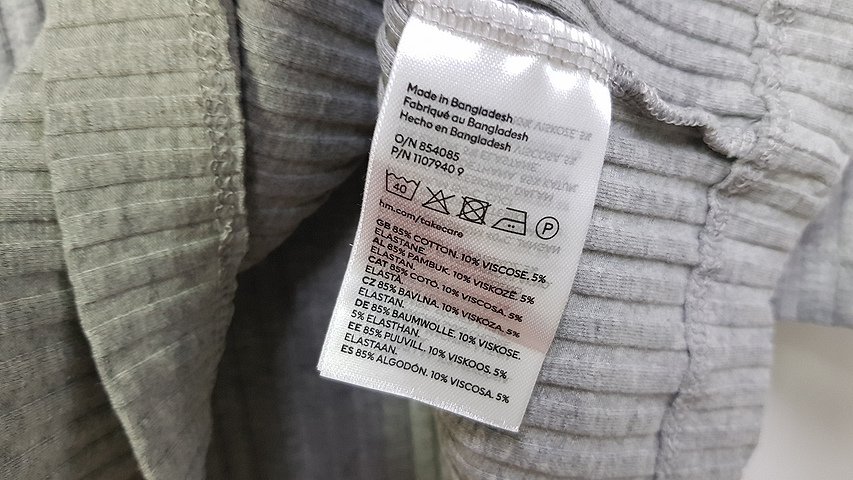 Made in Bangladesh
Fabriqué au Bangladesh
Hecho en Bangladesh
O/N 854085
P/N 1107940 9
40
P
hm.com/takecare
GB 85% COTTON. 10% VISCOSE. 5%
ELASTANE.
AL 85% PAMBUK. 10% VISKOZË. 5%
ELASTAN.
CAT 85% COTÓ. 10% VISCOSA. 5%
ELASTÀ.
CZ 85% BAVLNA. 10% VISKÓZA. 5%
ELASTAN.
DE 85% BAUMWOLLE. 10% VISKOSE.
5% ELASTHAN.
EE 85% PUUVILL. 10% VISKOOS. 5%
ELASTAAN.
ES 85% ALGODÓN. 10% VISCOSA. 5%